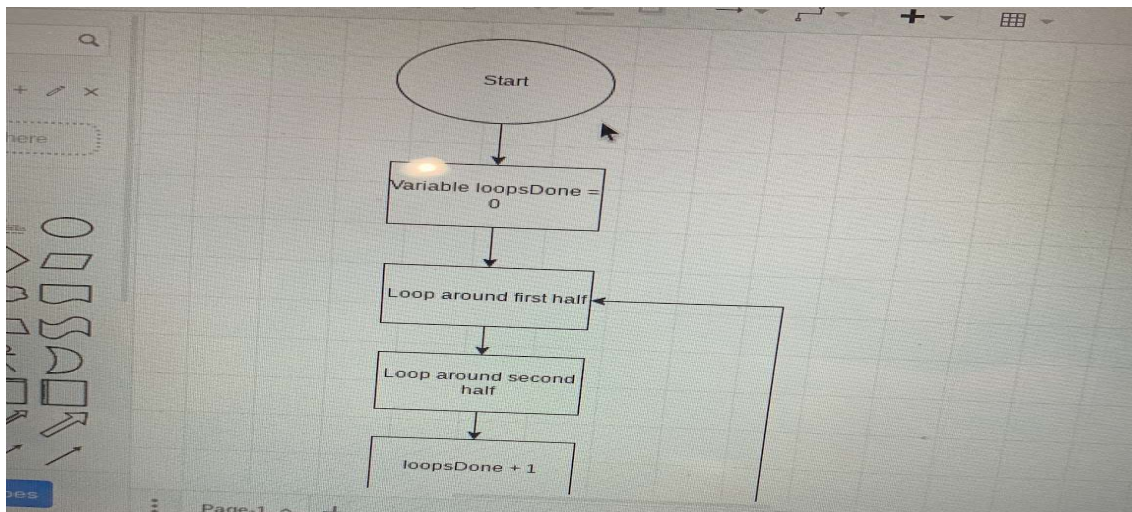 Start
here
Variable loopsDone =
0
Loop around first half
Loop around second
half
loopsDone + 1
Page-1